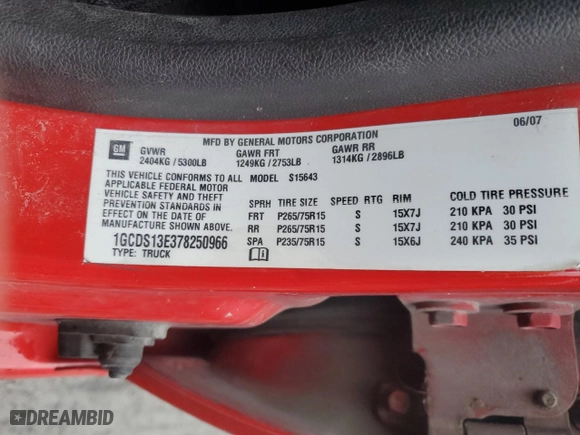 06/07
MFD BY GENERAL MOTORS CORPORATION
GM
GVWR GAWR FRT GAWR RR
2404KG / 5300LB 1249KG / 2753LB 1314KG / 2896LB
THIS VEHICLE CONFORMS TO ALL MODEL S15643
APPLICABLE FEDERAL MOTOR
VEHICLE SAFETY AND THEFT
PREVENTION STANDARDS IN
EFFECT ON THE DATE OF
MANUFACTURE SHOWN ABOVE.
1GCDS13E378250966
TYPE: TRUCK
SPRH TIRE SIZE SPEED RTG RIM COLD TIRE PRESSURE
FRT P265/75R15 S 15X7J 210 KPA 30 PSI
RR P265/75R15 S 15X7J 210 KPA 30 PSI
SPA P235/75R15 S 15X6J 240 KPA 35 PSI
DREAMBID
DREAMBID.COM